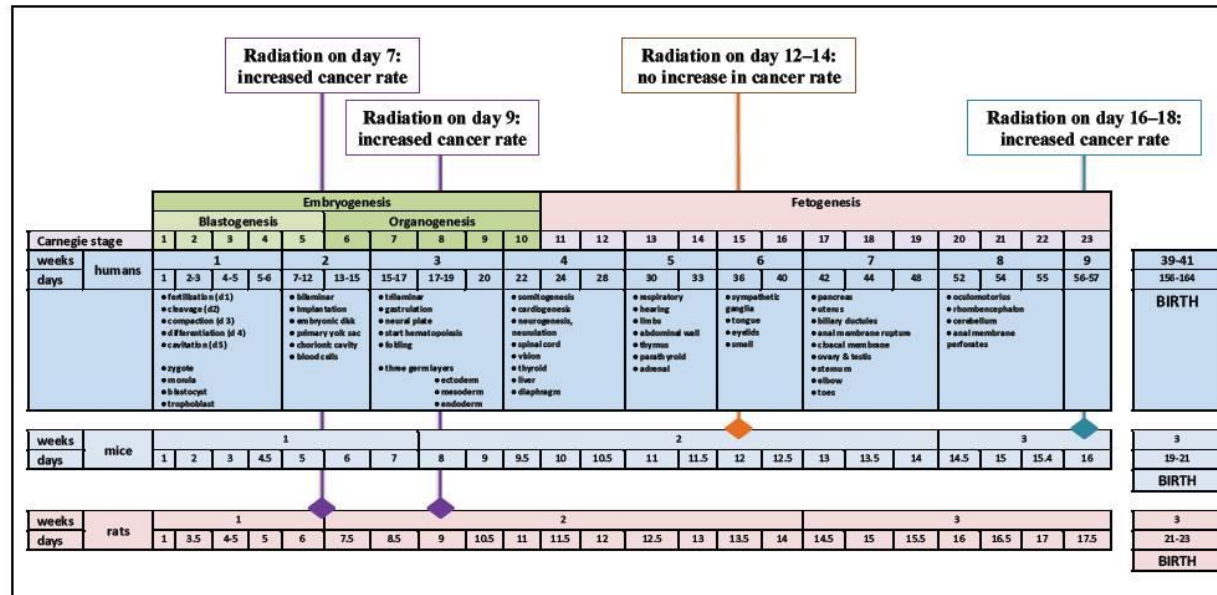 Radiation on day 7:
increased cancer rate
Radiation on day 12–14:
no increase in cancer rate
Radiation on day 9:
increased cancer rate
Radiation on day 16–18:
increased cancer rate
Embryogenesis
Fetogenesis
Blastogenesis
Organogenesis
Carnegie stage 1 2 3 4 5 6 7 8 9 10 11 12 13 14 15 16 17 18 19 20 21 22 23
weeks humans 1 2 3 4 5 6 7 8 9 39-41
days 1 2-3 4-5 5-6 7-12 13-15 15-17 17-19 20 22 24 28 30 33 36 40 42 44 48 52 54 55 56-57 156-164
BIRTH
● fertilization (d1)
● cleavage (d2)
● compaction (d 3)
● differentiation (d 4)
● cavitation (d5)
● zygote
● morula
● blastocyst
● trophoblast
● bilaminar
● implantation
● embryonic disk
● primary yolk sac
● chorionic cavity
● blood cells
● trilaminar
● gastrulation
● neural plate
● start hematopoiesis
● folding
● three germ layers
● ectoderm
● mesoderm
● endoderm
● somitogenesis
● cardiogenesis
● neurogenesis,
neurulation
● spinal cord
● vision
● thyroid
● liver
● diaphragm
● respiratory
● hearing
● limbs
● abdominal wall
● thymus
● parathyroid
● adrenal
● sympathetic
ganglia
● tongue
● eyelids
● smell
● pancreas
● uterus
● biliary ductules
● anal membrane rupture
● cloacal membrane
● ovary & testis
● sternum
● elbow
● toes
● oculomotorius
● rhombencephalon
● cerebellum
● anal membrane
perforates
weeks mice 1 2 3 3
days 1 2 3 4.5 5 6 7 8 9 9.5 10 10.5 11 11.5 12 12.5 13 13.5 14 14.5 15 15.4 16 19-21
BIRTH
weeks rats 1 2 3 3
days 1 3.5 4-5 5 6 7.5 8.5 9 10.5 11 11.5 12 12.5 13 13.5 14 14.5 15 15.5 16 16.5 17 17.5 21-23
BIRTH